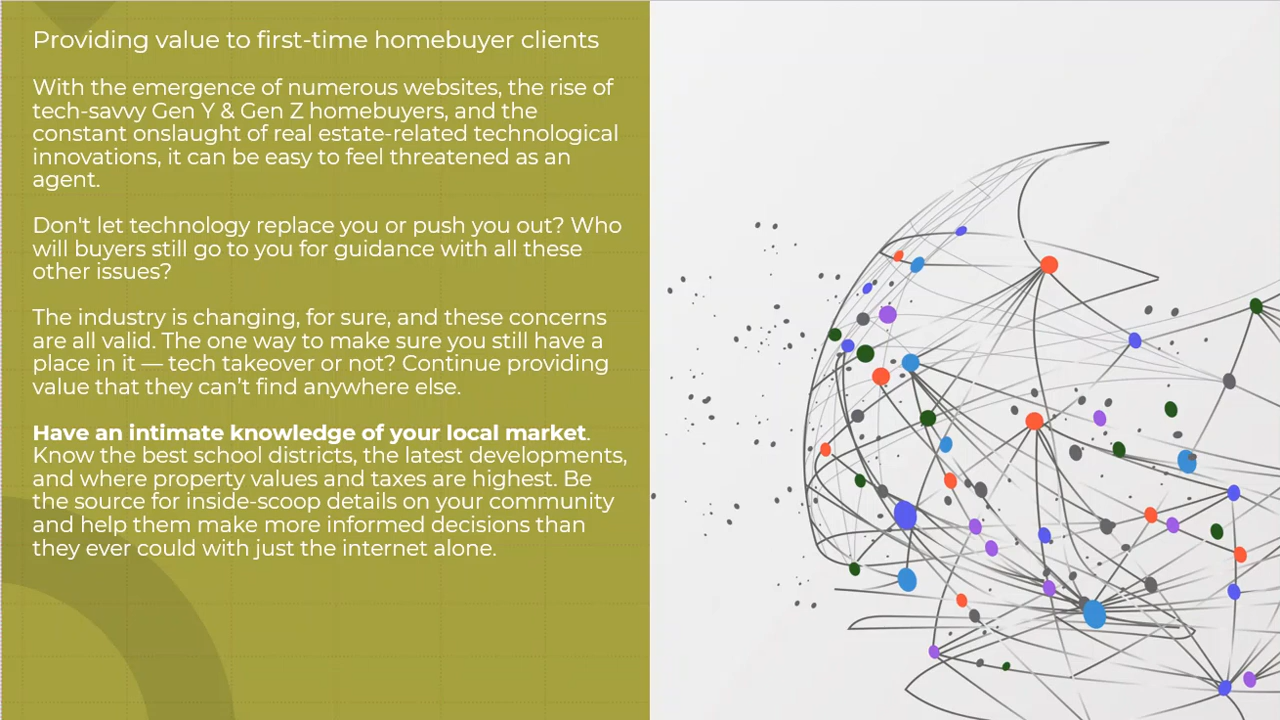 Providing value to first-time homebuyer clients
With the emergence of numerous websites, the rise of
tech-savvy Gen Y & Gen Z homebuyers, and the
constant onslaught of real estate-related technological
innovations, it can be easy to feel threatened as an
agent.
Don't let technology replace you or push you out? Who
will buyers still go to you for guidance with all these
other issues?
The industry is changing, for sure, and these concerns
are all valid. The one way to make sure you still have a
place in it — tech takeover or not? Continue providing
value that they can’t find anywhere else.
Have an intimate knowledge of your local market.
Know the best school districts, the latest developments,
and where property values and taxes are highest. Be
the source for inside-scoop details on your community
and help them make more informed decisions than
they ever could with just the internet alone.